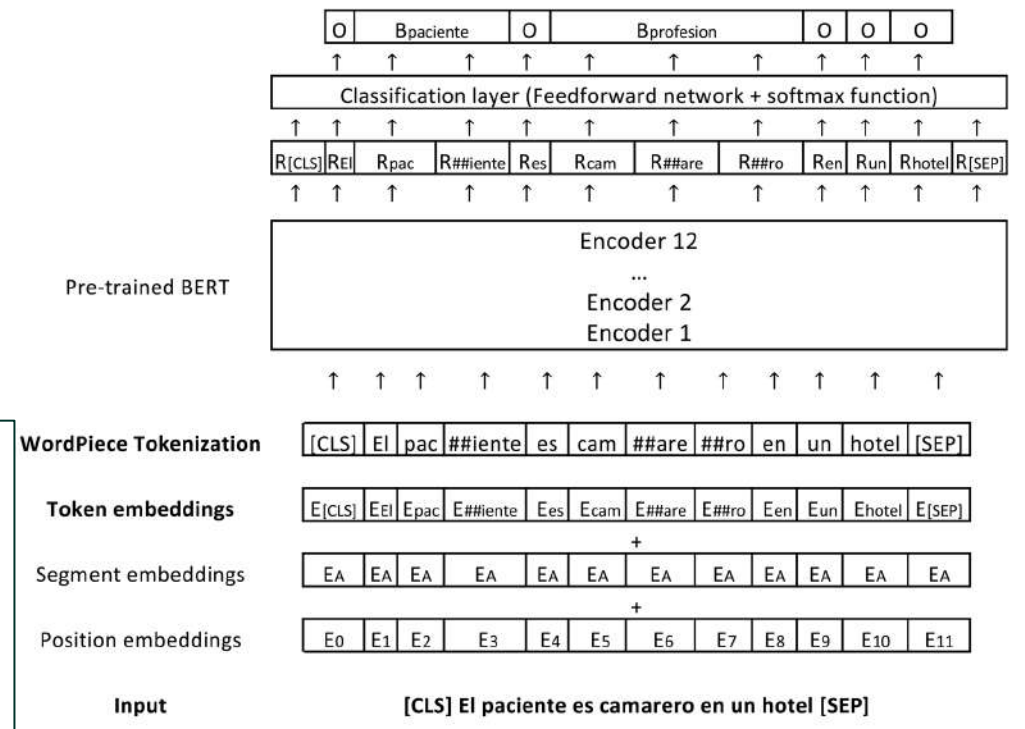 O Bpaciente O Bprofesion O O O
↑ ↑ ↑ ↑ ↑ ↑ ↑ ↑ ↑ ↑
Classification layer (Feedforward network + softmax function)
↑ ↑ ↑ ↑ ↑ ↑ ↑ ↑ ↑ ↑ ↑ ↑
R[CLS] REl Rpac R##iente Res Rcam R##are R##ro Ren Run Rhotel R[SEP]
↑ ↑ ↑ ↑ ↑ ↑ ↑ ↑ ↑ ↑ ↑ ↑
Encoder 12
...
Pre-trained BERT
Encoder 2
Encoder 1
↑ ↑ ↑ ↑ ↑ ↑ ↑ ↑ ↑ ↑ ↑ ↑
WordPiece Tokenization [CLS] El pac ##iente es cam ##are ##ro en un hotel [SEP]
Token embeddings E[CLS] EEl Epac E##iente Ees Ecam E##are E##ro Een Eun Ehotel E[SEP]
+
Segment embeddings EA EA EA EA EA EA EA EA EA EA EA EA
+
Position embeddings E0 E1 E2 E3 E4 E5 E6 E7 E8 E9 E10 E11
Input [CLS] El paciente es camarero en un hotel [SEP]